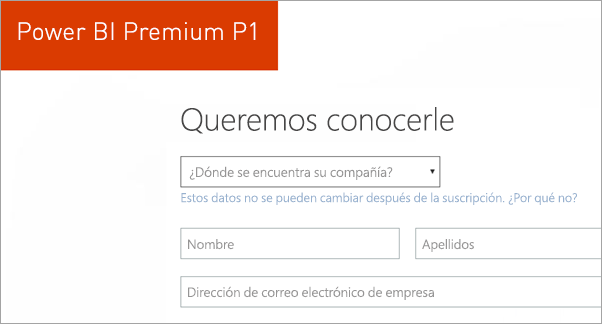 Power BI Premium P1
Queremos conocerle
¿Dónde se encuentra su compañía?
Estos datos no se pueden cambiar después de la suscripción. ¿Por qué no?
Nombre Apellidos
Dirección de correo electrónico de empresa